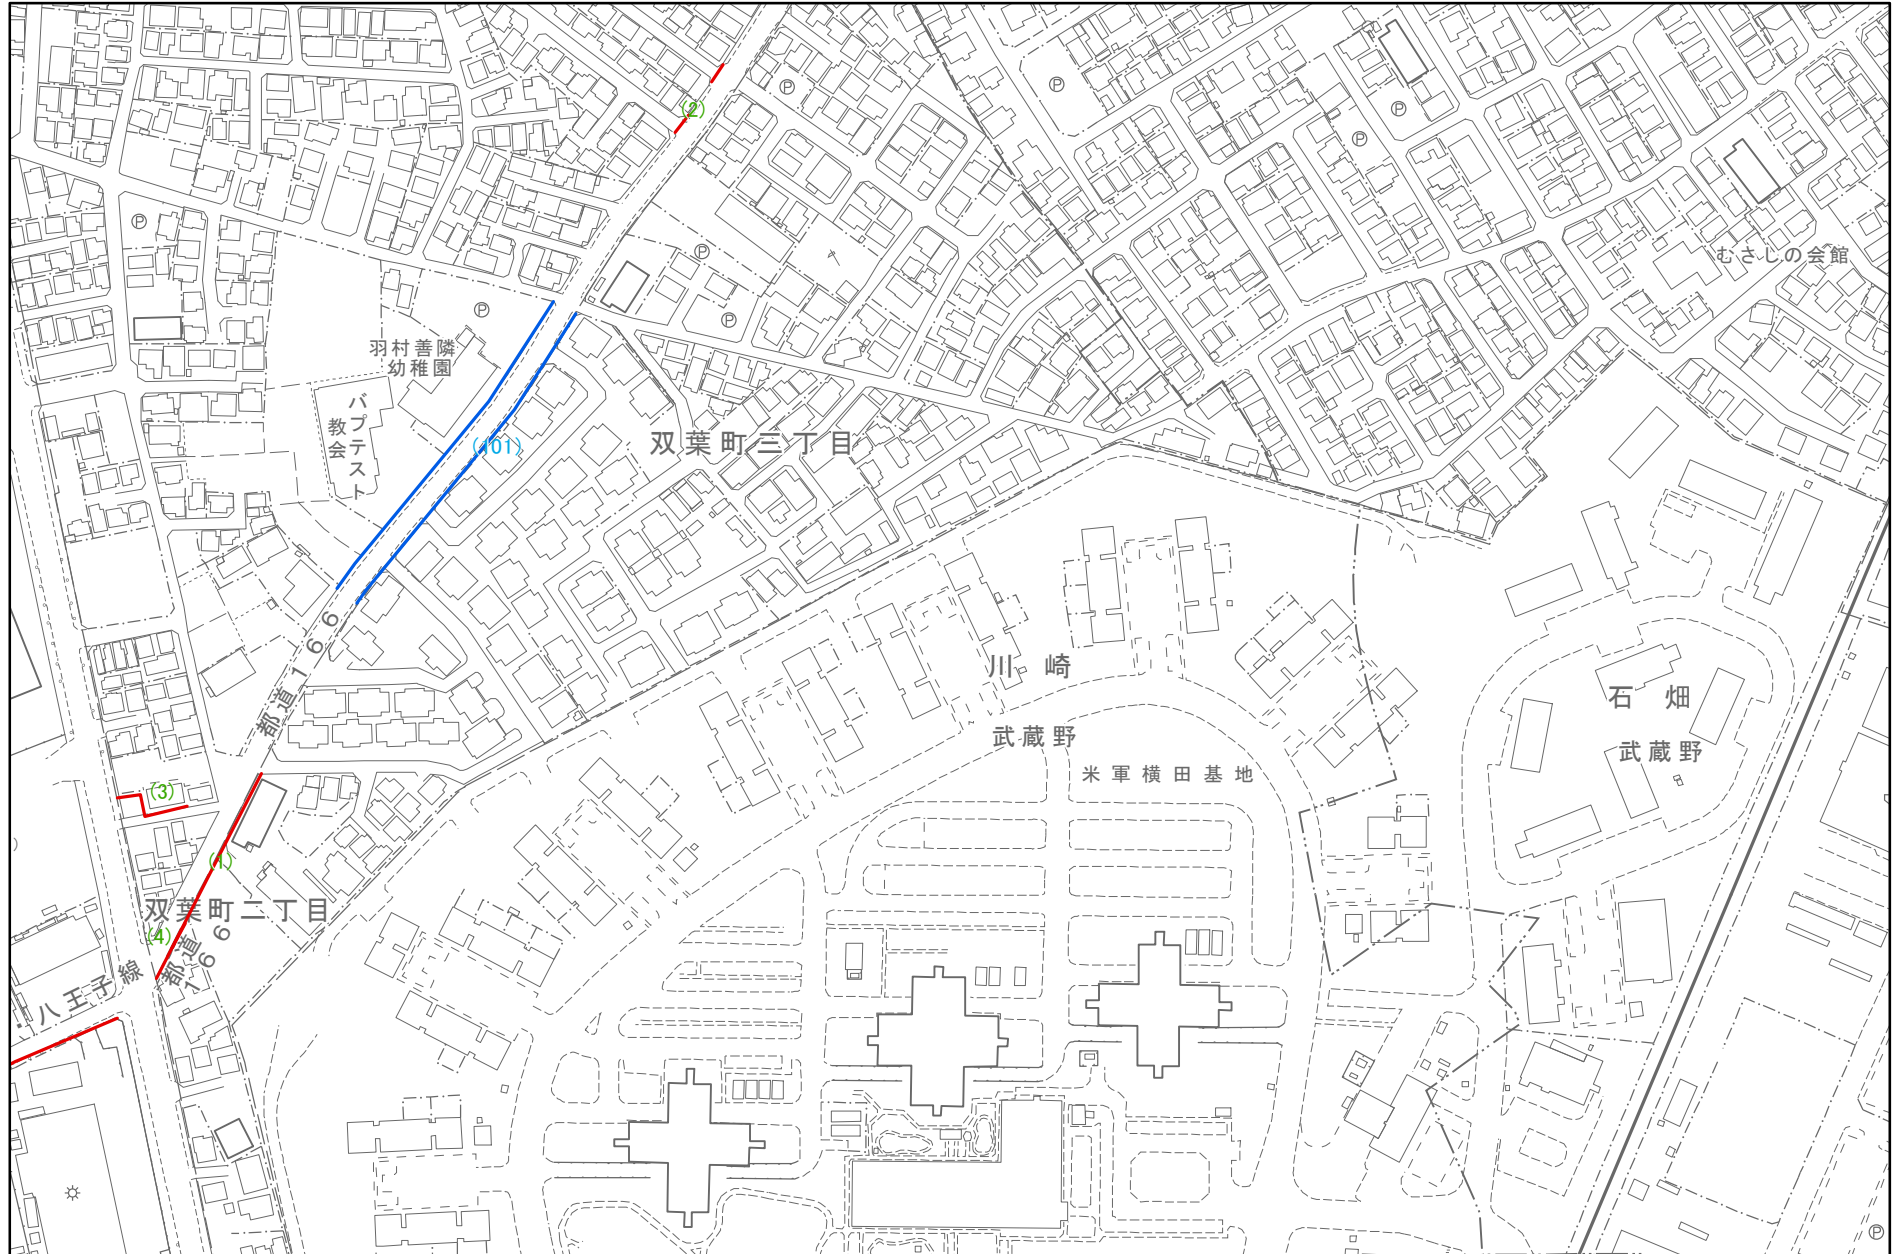 (2)
Ⓟ
Ⓟ
Ⓟ
Ⓟ
Ⓟ
Ⓟ
むさしの会館
Ⓟ
Ⓟ
Ⓟ
羽村善隣
幼稚園
バプテスト
教会
(101)
双葉町三丁目
都道166
川崎
武蔵野
米軍横田基地
石畑
武蔵野
(3)
(1)
双葉町二丁目
(4)
都道166
八王子線
Ⓟ